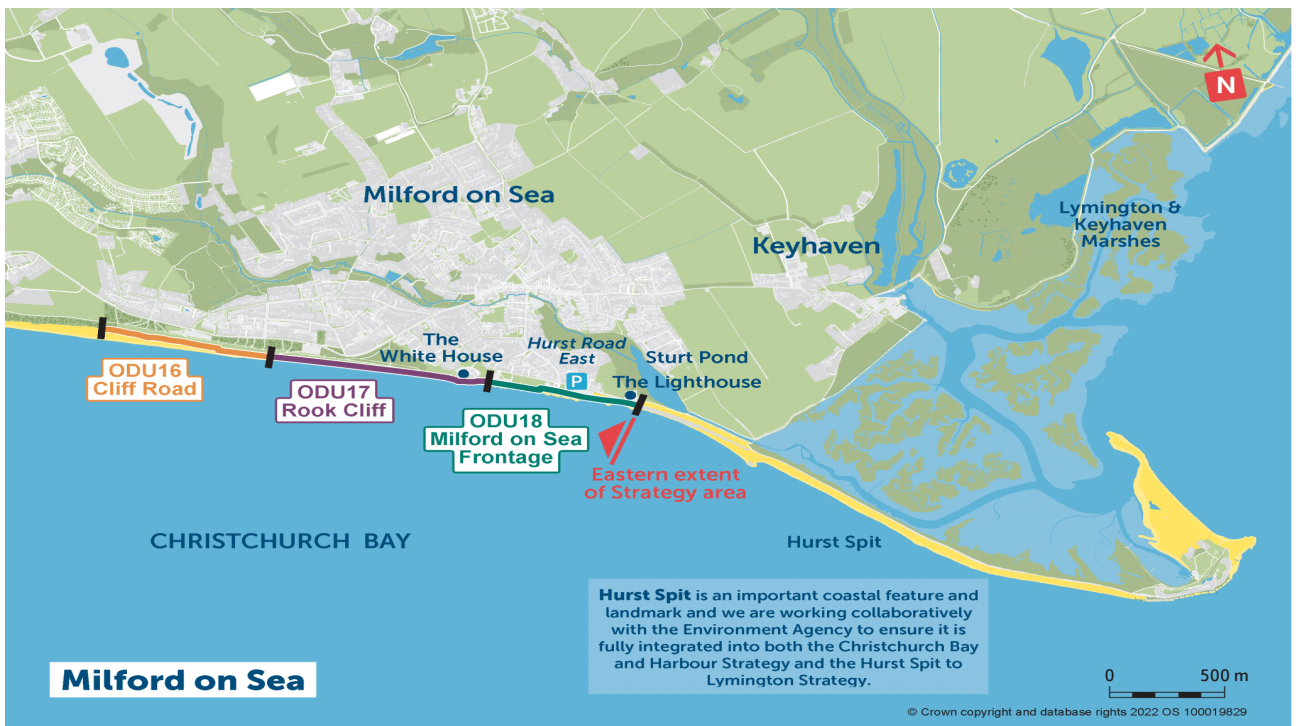 N
Milford on Sea
Keyhaven
Lymington &
Keyhaven
Marshes
The
White House
Hurst Road
East
P
Sturt Pond
The Lighthouse
ODU16
Cliff Road
ODU17
Rook Cliff
ODU18
Milford on Sea
Frontage
Eastern extent
of Strategy area
CHRISTCHURCH BAY
Hurst Spit
Hurst Spit is an important coastal feature and
landmark and we are working collaboratively
with the Environment Agency to ensure it is
fully integrated into both the Christchurch Bay
and Harbour Strategy and the Hurst Spit to
Lymington Strategy.
Milford on Sea
0 500 m
© Crown copyright and database rights 2022 OS 100019829